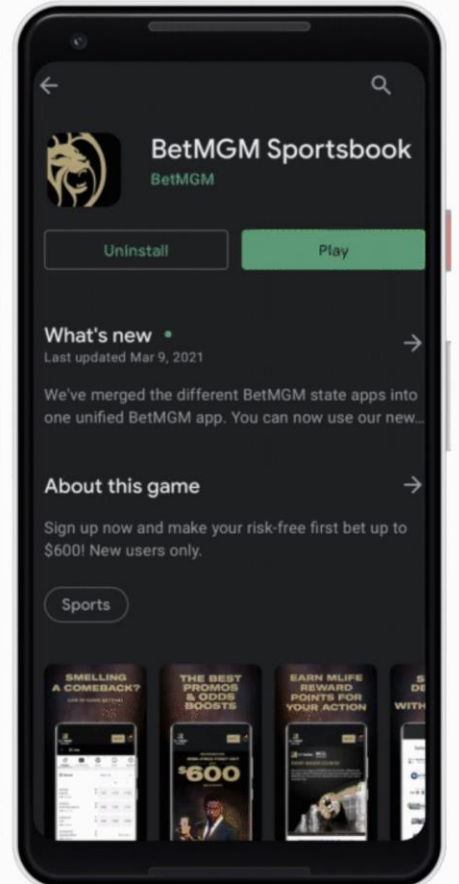 BetMGM Sportsbook
BetMGM
Uninstall
Play
What's new
Last updated Mar 9, 2021
We've merged the different BetMGM state apps into
one unified BetMGM app. You can now use our new...
About this game
Sign up now and make your risk-free first bet up to
$600! New users only.
Sports
SMELLING
A COMEBACK?
THE BEST
PROMOS
& ODDS
BOOSTS
$600
EARN MLIFE
REWARD
POINTS FOR
YOUR ACTION
WITH